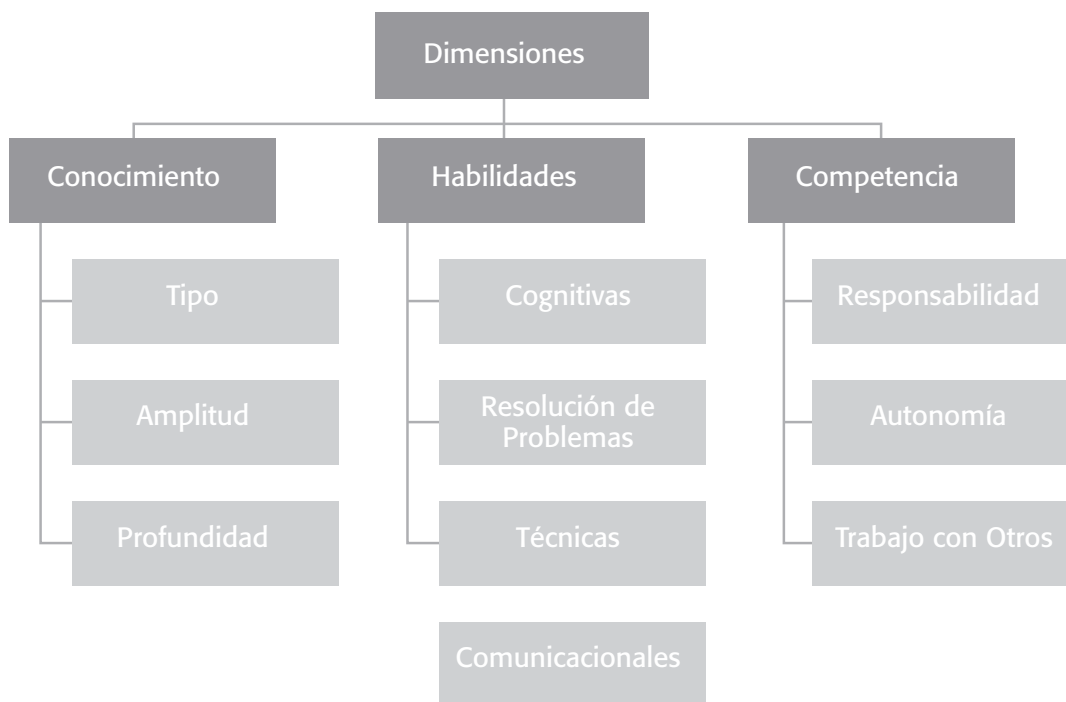 Dimensiones
Conocimiento
Habilidades
Competencia
Tipo
Cognitivas
Responsabilidad
Amplitud
Resolución de
Problemas
Autonomía
Profundidad
Técnicas
Trabajo con Otros
Comunicacionales